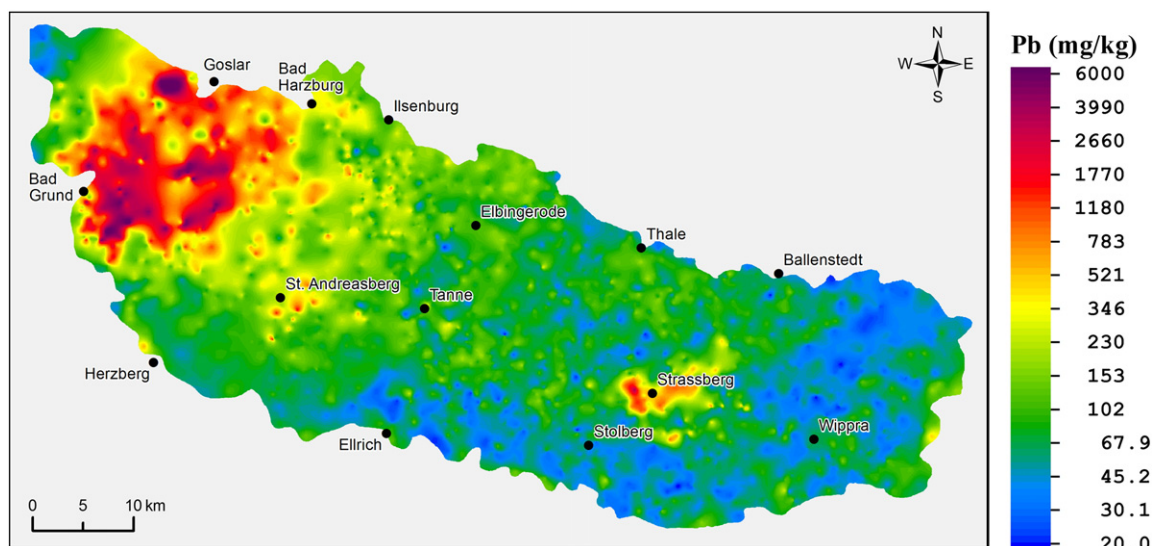 Goslar
Bad
Harzburg
Ilsenburg
Bad
Grund
Elbingerode
Thale
Ballenstedt
St. Andreasberg
Tanne
Herzberg
Strassberg
Ellrich
Stolberg
Wippra
N
W E
S
0 5 10 km
Pb (mg/kg)
6000
3990
2660
1770
1180
783
521
346
230
153
102
67.9
45.2
30.1
20.0